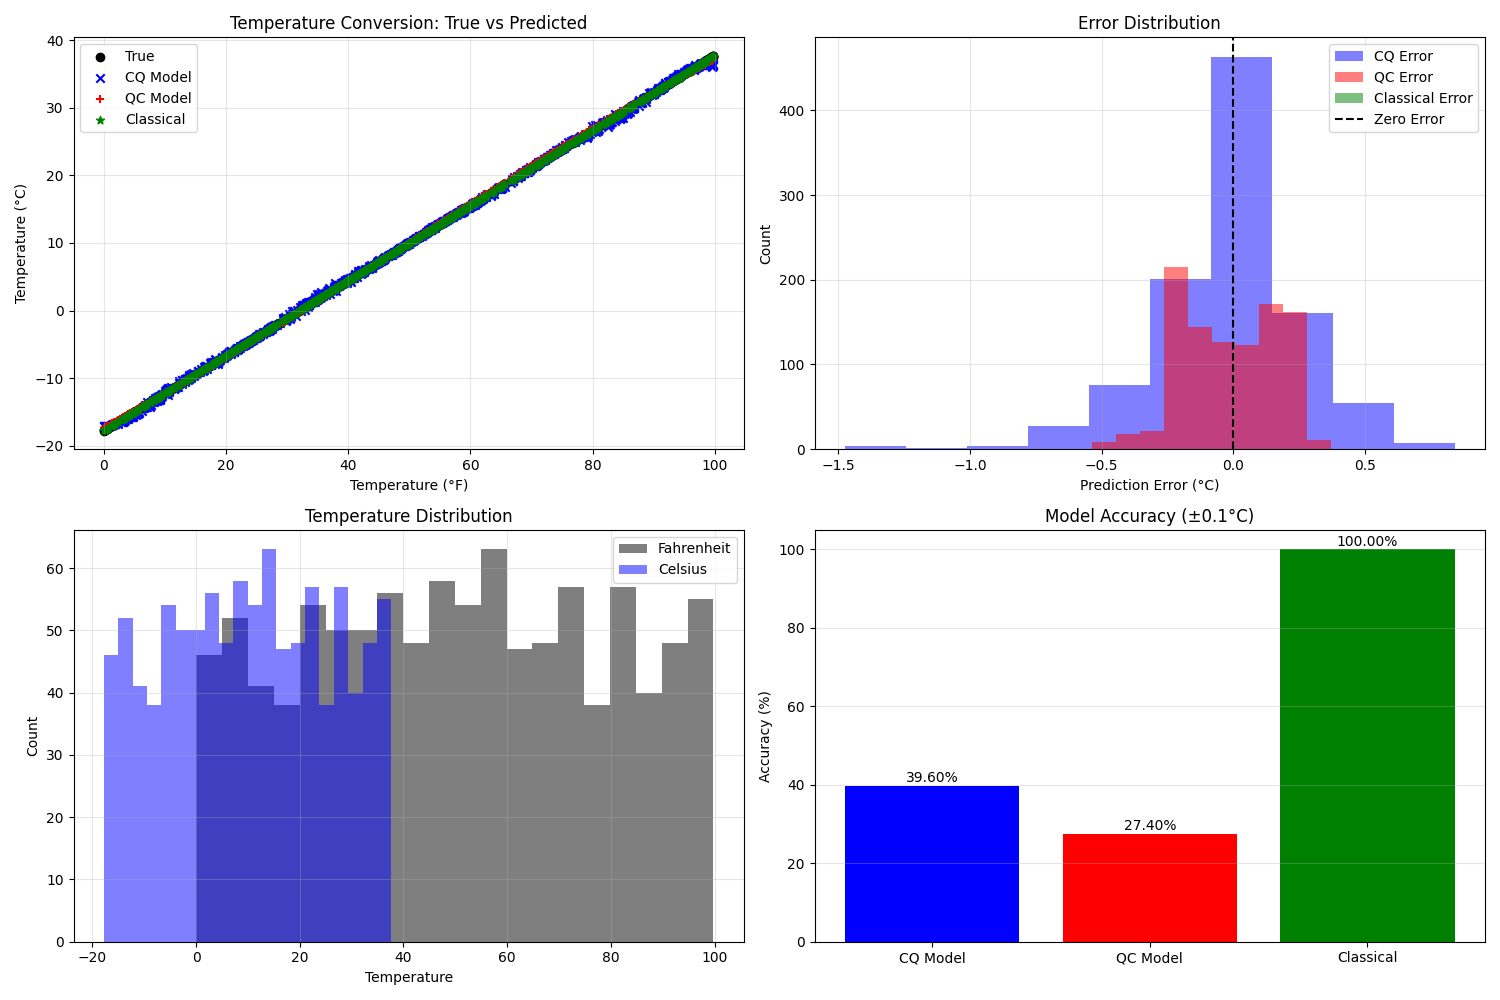 Temperature Conversion: True vs Predicted
True
CQ Model
QC Model
Classical
40
30
20
10
0
−10
−20
Temperature (°C)
0
20
40
60
80
100
Temperature (°F)
Error Distribution
CQ Error
QC Error
Classical Error
Zero Error
400
300
200
100
0
Count
−1.5
−1.0
−0.5
0.0
0.5
Prediction Error (°C)
Temperature Distribution
Fahrenheit
Celsius
60
50
40
30
20
10
0
Count
−20
0
20
40
60
80
100
Temperature
Model Accuracy (±0.1°C)
100
80
60
40
20
0
Accuracy (%)
39.60%
27.40%
100.00%
CQ Model
QC Model
Classical